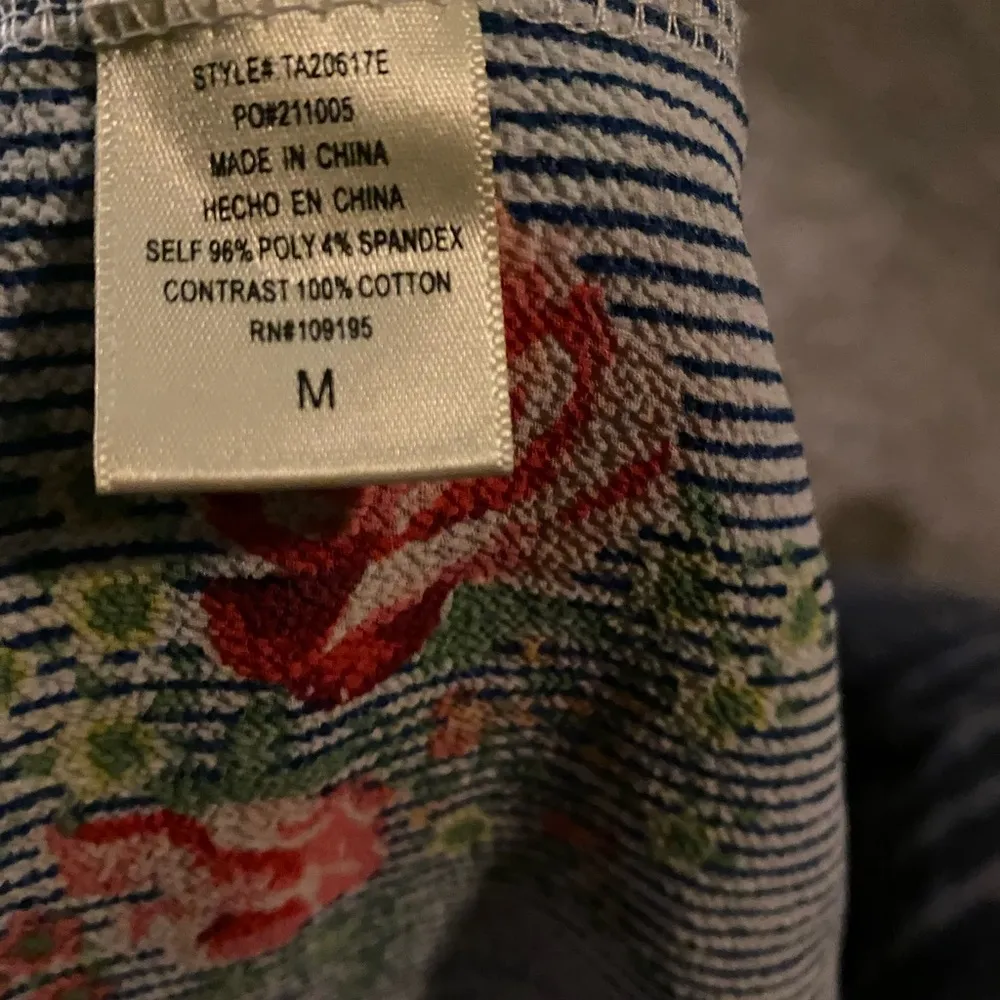 STYLE# TA20617E
PO#211005
MADE IN CHINA
HECHO EN CHINA
SELF 96% POLY 4% SPANDEX
CONTRAST 100% COTTON
RN#109195
M